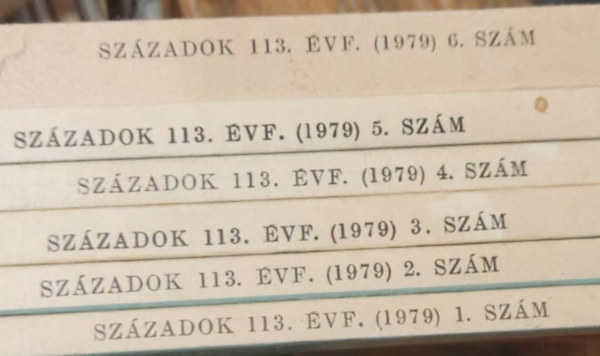 SZÁZADOK 113. ÉVF. (1979) 6. SZÁM
SZÁZADOK 113. ÉVF. (1979) 5. SZÁM
SZÁZADOK 113. ÉVF. (1979) 4. SZÁM
SZÁZADOK 113. ÉVF. (1979) 3. SZÁM
SZÁZADOK 113. ÉVF. (1979) 2. SZÁM
SZÁZADOK 113. ÉVF. (1979) 1. SZÁM